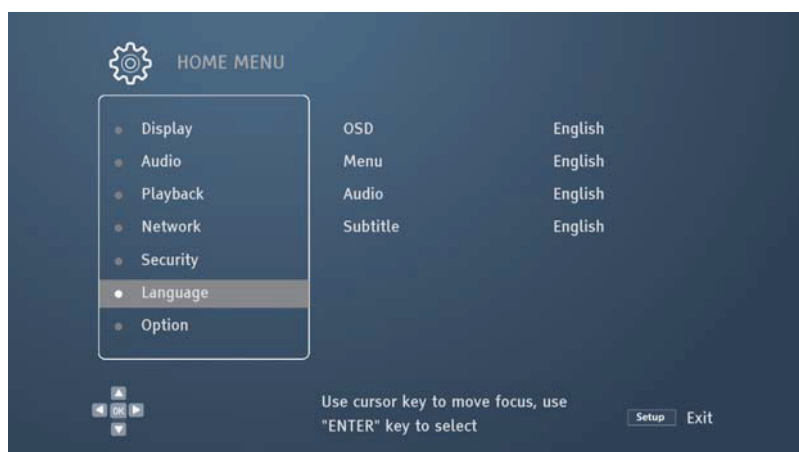 HOME MENU
Display
Audio
Playback
Network
Security
Language
Option
OSD English
Menu English
Audio English
Subtitle English
OK
Use cursor key to move focus, use
"ENTER" key to select
Setup Exit